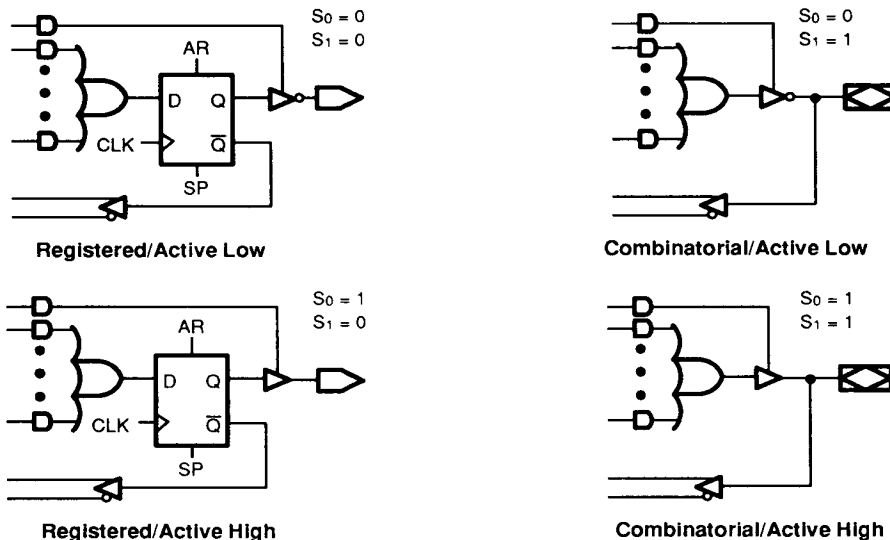 S₀ = 0
S₁ = 0
AR
D Q
CLK Q̅
SP
Registered/Active Low
S₀ = 0
S₁ = 1
Combinatorial/Active Low
S₀ = 1
S₁ = 0
AR
D Q
CLK Q̅
SP
Registered/Active High
S₀ = 1
S₁ = 1
Combinatorial/Active High